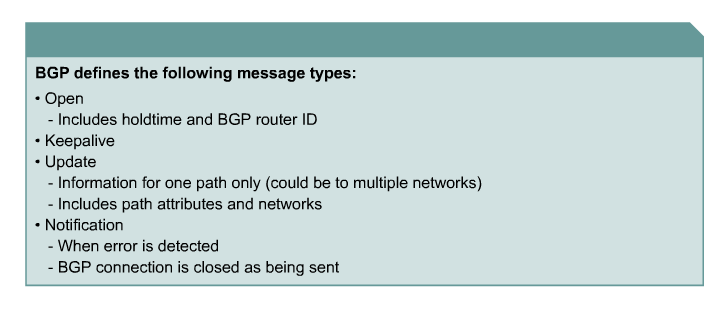 BGP defines the following message types:
• Open
- Includes holdtime and BGP router ID
• Keepalive
• Update
- Information for one path only (could be to multiple networks)
- Includes path attributes and networks
• Notification
- When error is detected
- BGP connection is closed as being sent